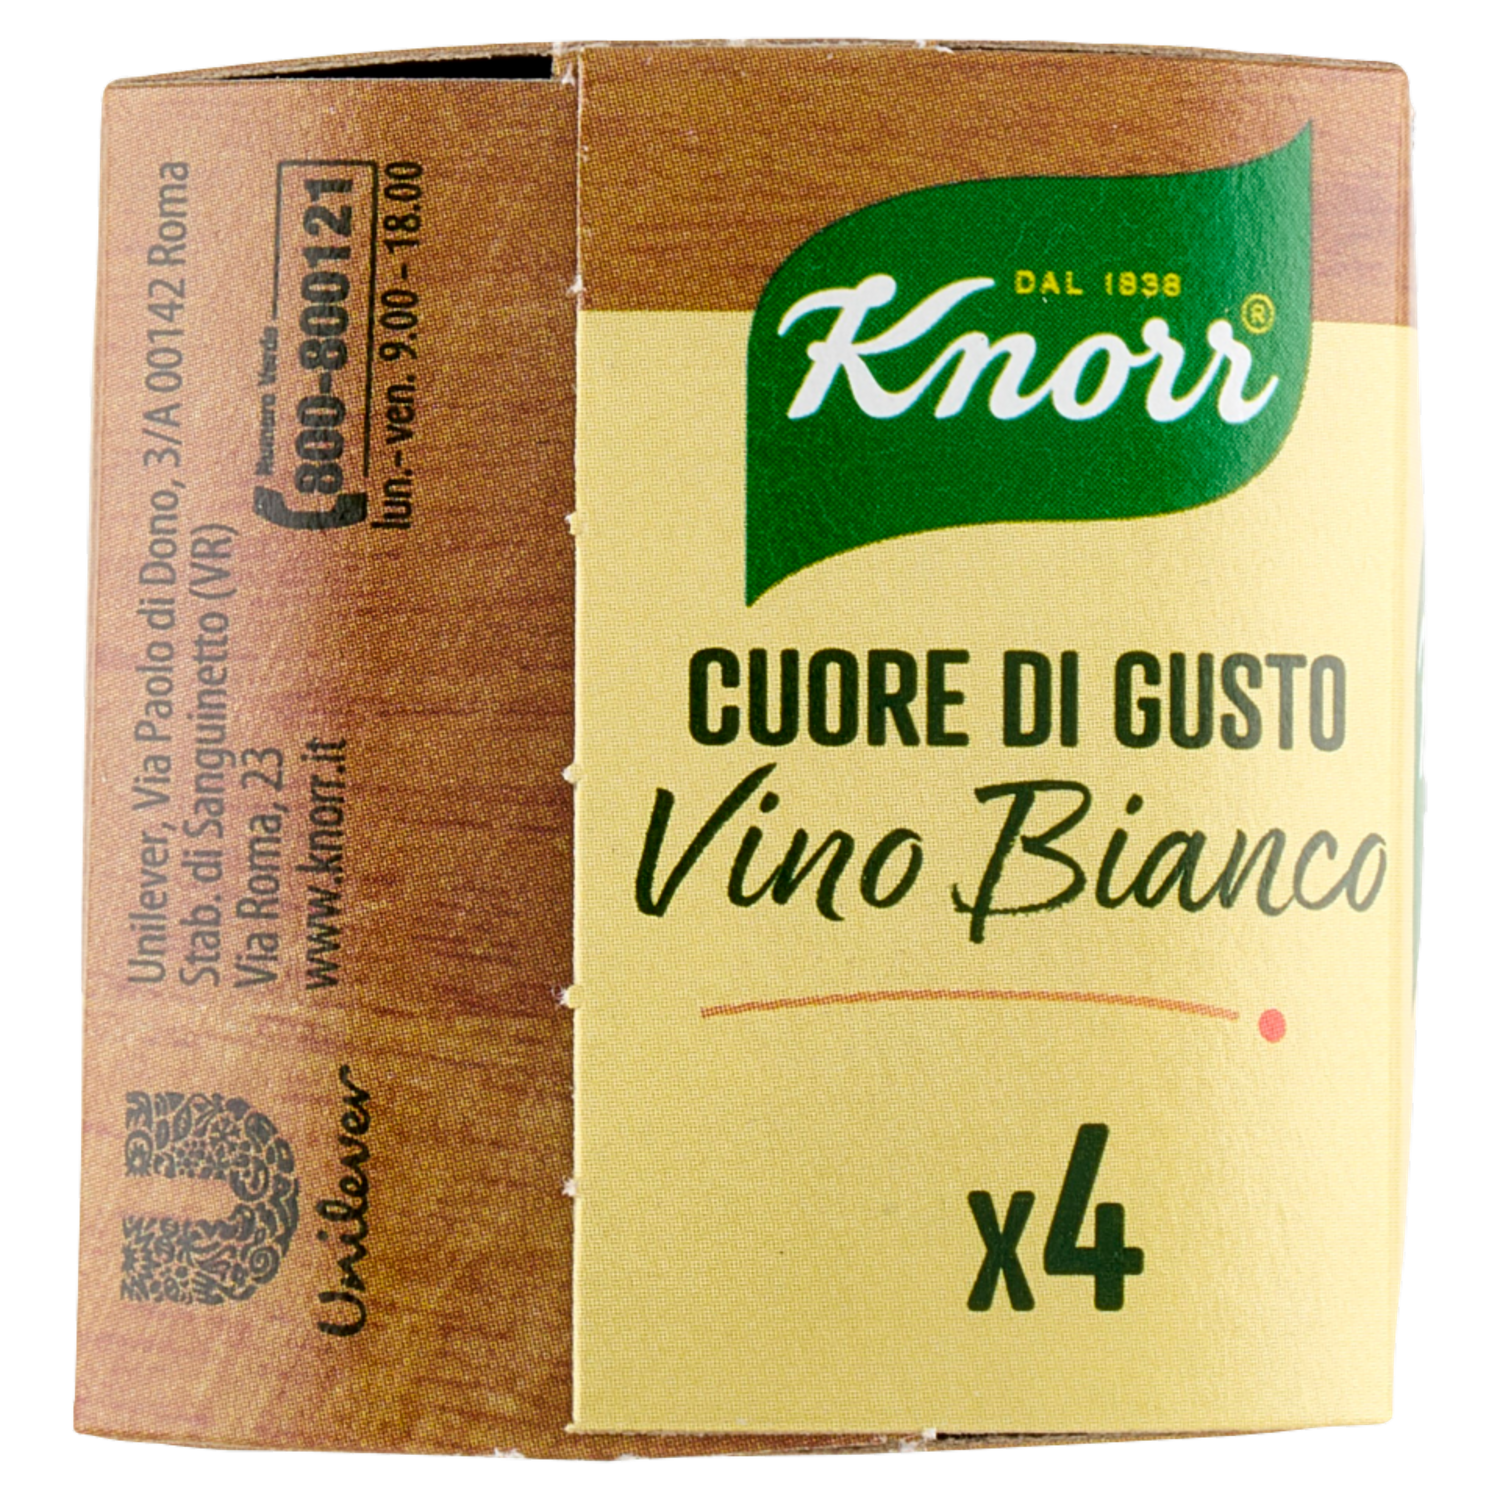 Unilever, Via Paolo di Dono, 3/A 00142 Roma
Stab. di Sanguinetto (VR)
Via Roma, 23
www.knorr.it
Numero Verde
800-800121
lun.-ven. 9.00-18.00
Unilever
DAL 1838
Knorr®
CUORE DI GUSTO
Vino Bianco
x4